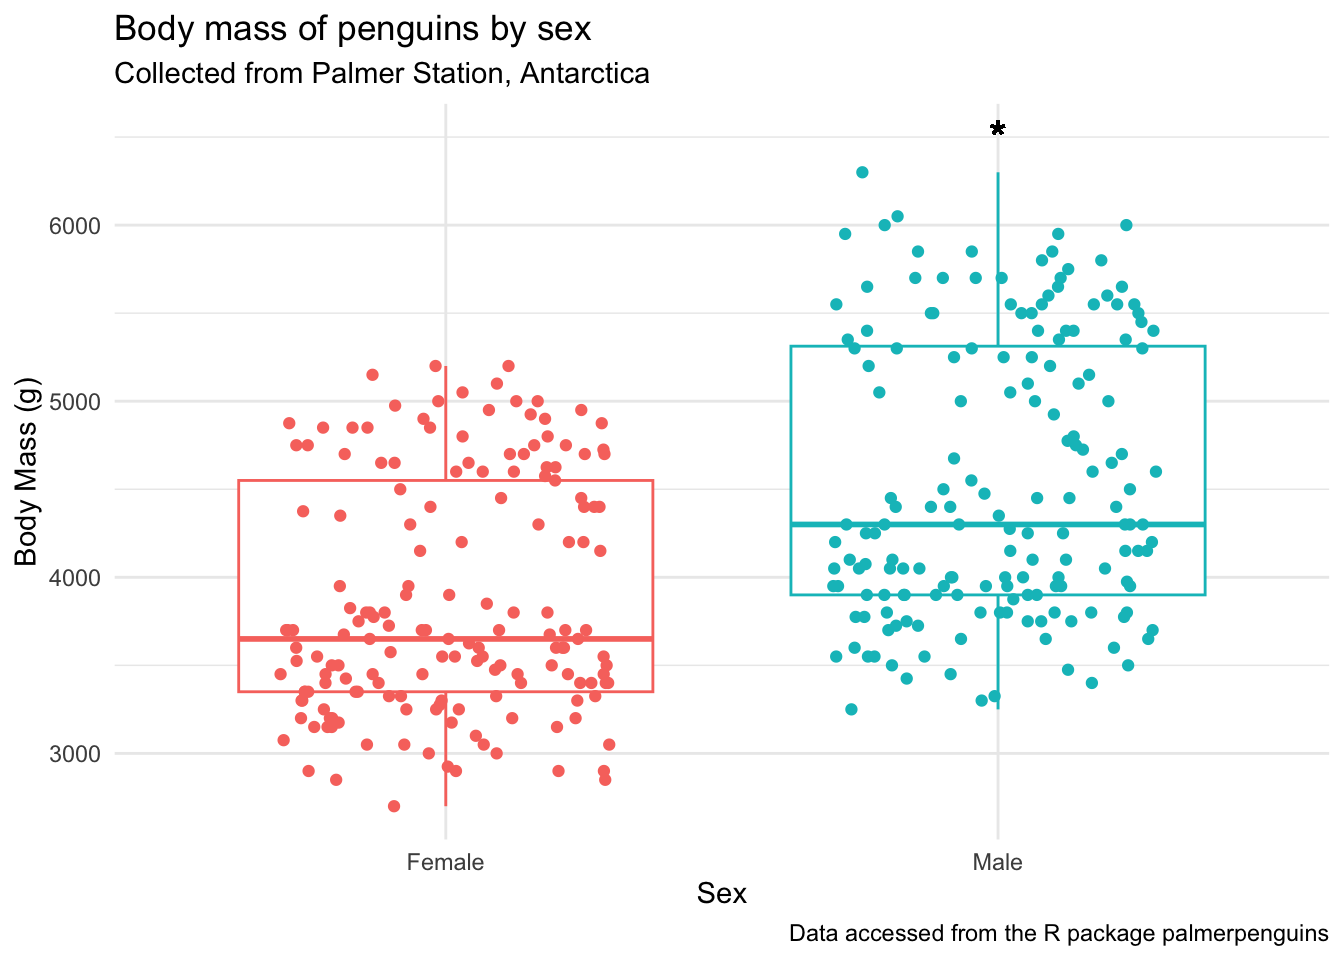 Body mass of penguins by sex
Collected from Palmer Station, Antarctica
*
6000
5000
4000
3000
Body Mass (g)
Female
Male
Sex
Data accessed from the R package palmerpenguins